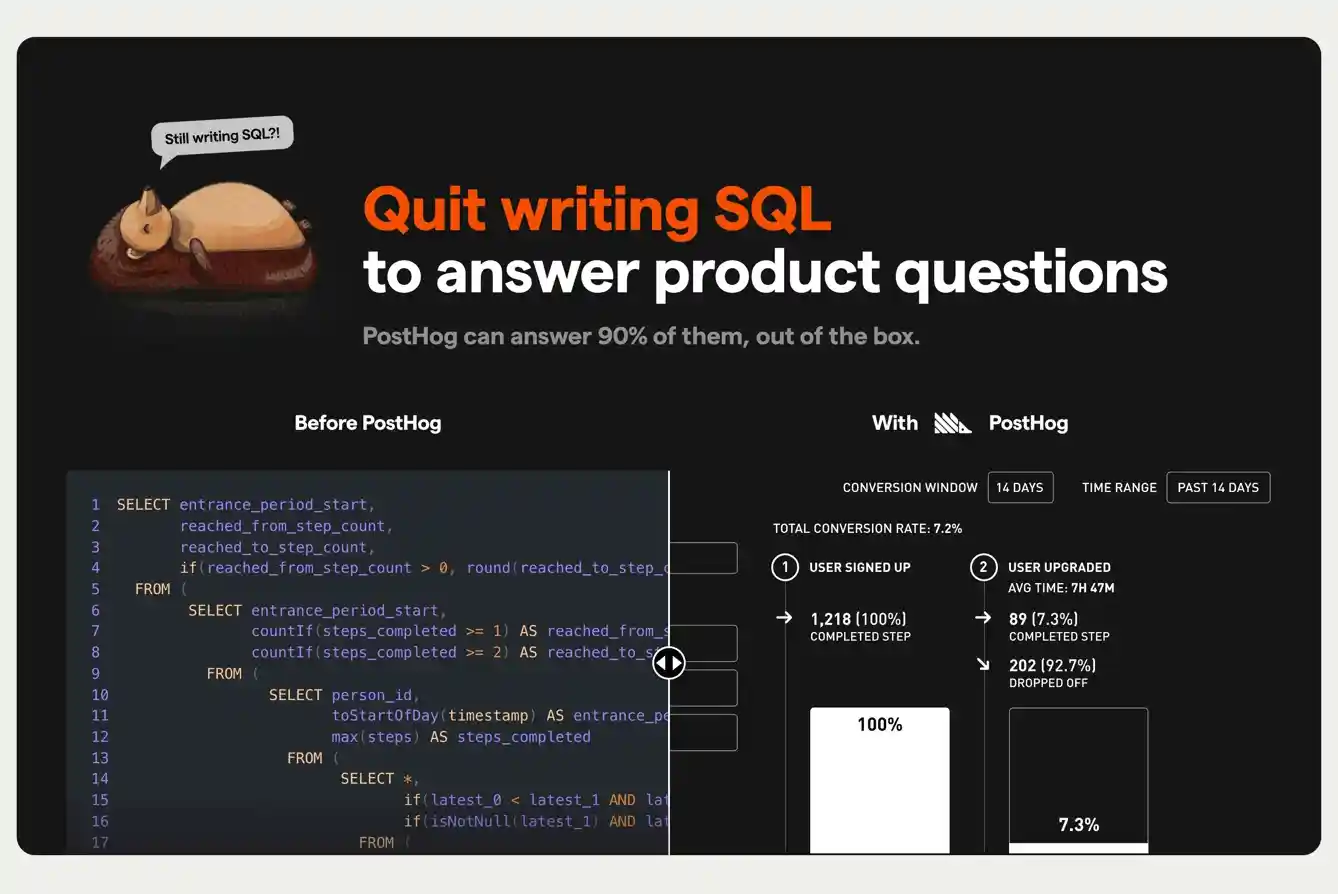 Still writing SQL?!
Quit writing SQL
to answer product questions
PostHog can answer 90% of them, out of the box.
Before PostHog
With PostHog
1 SELECT entrance_period_start,
2 reached_from_step_count,
3 reached_to_step_count,
4 if(reached_from_step_count > 0, round(reached_to_step_c
5 FROM (
6 SELECT entrance_period_start,
7 countIf(steps_completed >= 1) AS reached_from_s
8 countIf(steps_completed >= 2) AS reached_to_st
9 FROM (
10 SELECT person_id,
11 toStartOfDay(timestamp) AS entrance_pe
12 max(steps) AS steps_completed
13 FROM (
14 SELECT *,
15 if(latest_0 < latest_1 AND lat
16 if(isNotNull(latest_1) AND lat
17 FROM (
CONVERSION WINDOW 14 DAYS TIME RANGE PAST 14 DAYS
TOTAL CONVERSION RATE: 7.2%
1 USER SIGNED UP
1,218 (100%)
COMPLETED STEP
100%
2 USER UPGRADED
AVG TIME: 7H 47M
89 (7.3%)
COMPLETED STEP
202 (92.7%)
DROPPED OFF
7.3%